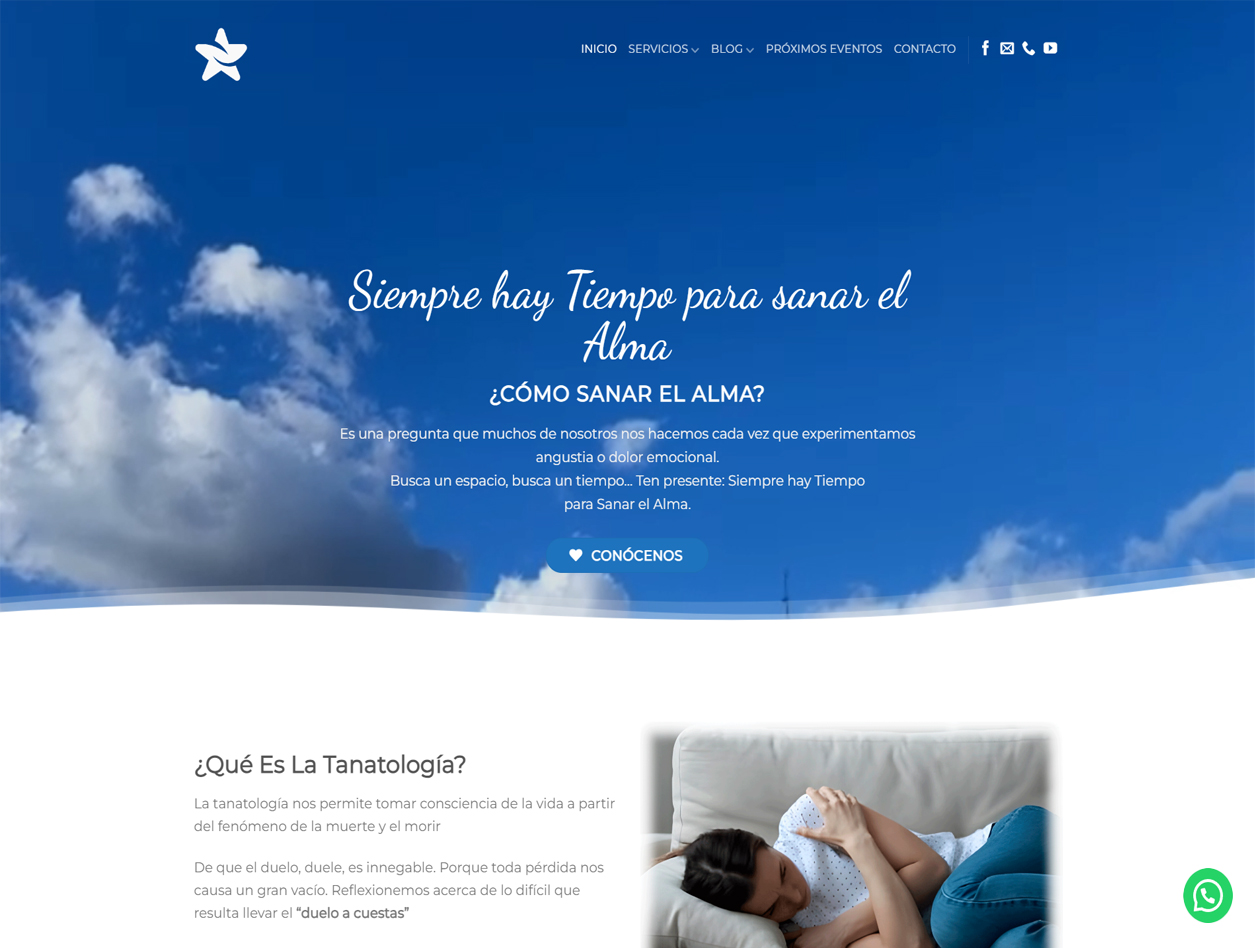 INICIO SERVICIOS BLOG PRÓXIMOS EVENTOS CONTACTO
Siempre hay Tiempo para sanar el
Alma
¿CÓMO SANAR EL ALMA?
Es una pregunta que muchos de nosotros nos hacemos cada vez que experimentamos
angustia o dolor emocional.
Busca un espacio, busca un tiempo... Ten presente: Siempre hay Tiempo
para Sanar el Alma.
CONÓCENOS
¿Qué Es La Tanatología?
La tanatología nos permite tomar consciencia de la vida a partir
del fenómeno de la muerte y el morir
De que el duelo, duele, es innegable. Porque toda pérdida nos
causa un gran vacío. Reflexionemos acerca de lo difícil que
resulta llevar el “duelo a cuestas”